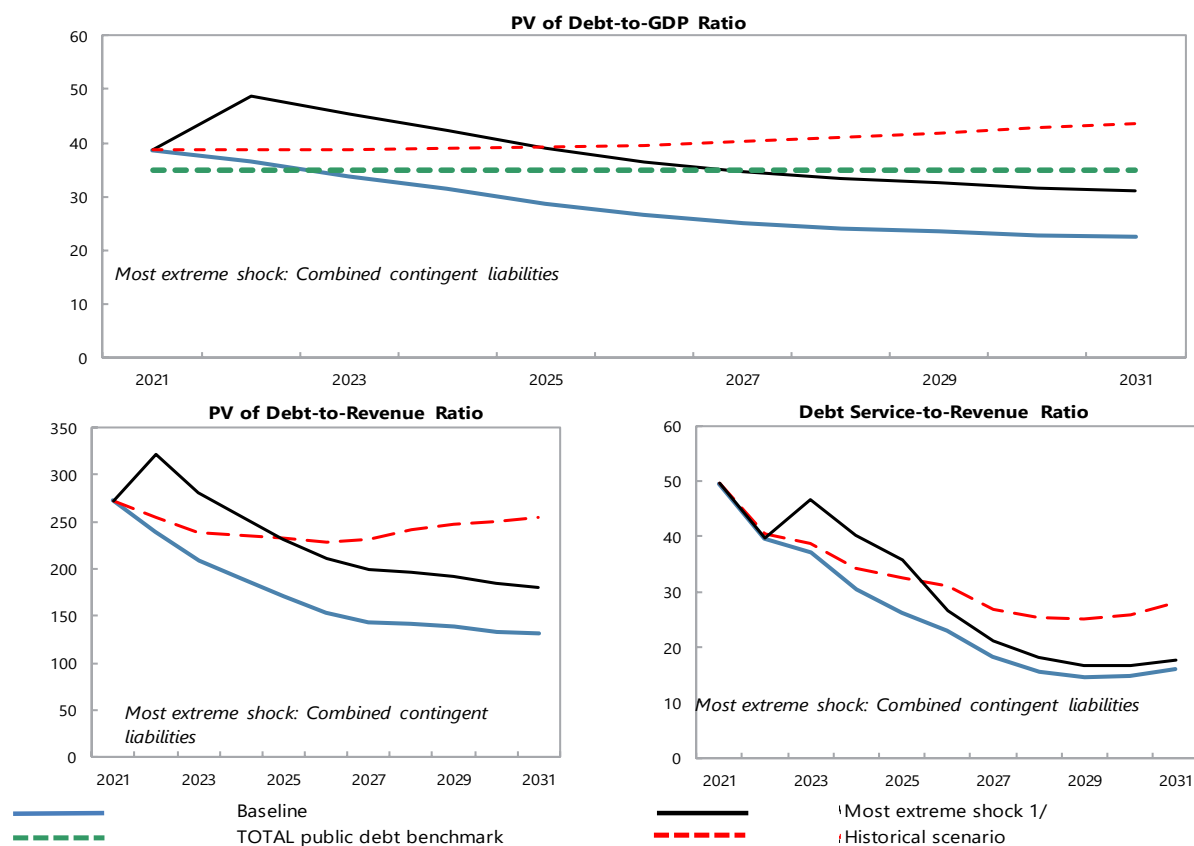 PV of Debt-to-GDP Ratio
60
50
40
30
20
10
0
Most extreme shock: Combined contingent liabilities
2021 2023 2025 2027 2029 2031
PV of Debt-to-Revenue Ratio
350
300
250
200
150
100
50
0
Most extreme shock: Combined contingent
liabilities
2021 2023 2025 2027 2029 2031
Debt Service-to-Revenue Ratio
60
50
40
30
20
10
0
Most extreme shock: Combined contingent liabilities
2021 2023 2025 2027 2029 2031
Baseline
Most extreme shock 1/
TOTAL public debt benchmark
Historical scenario